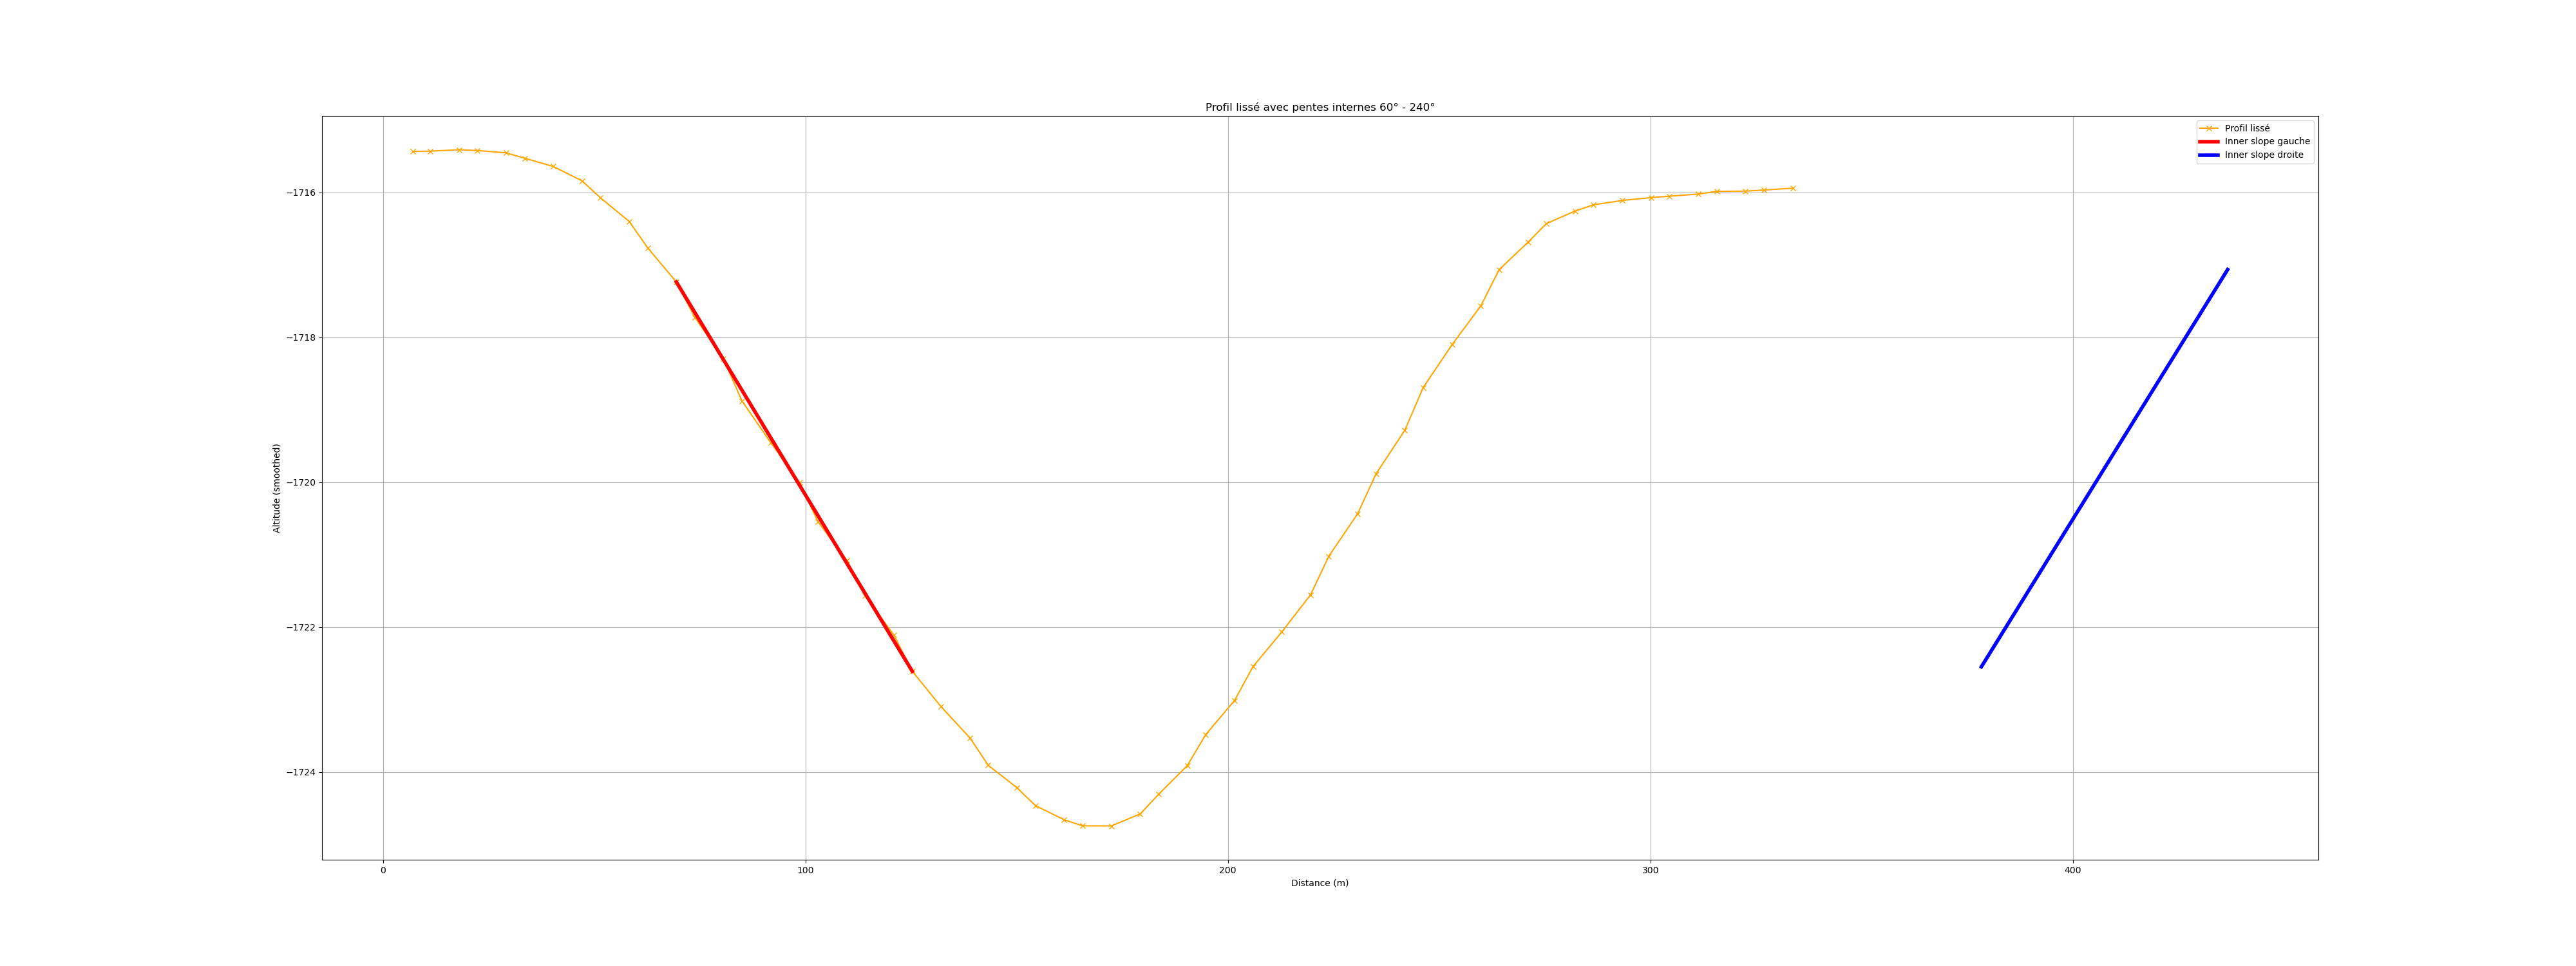 Profil lissé avec pentes internes 60° - 240°
Profil lissé
Inner slope gauche
Inner slope droite
−1716
−1718
−1720
−1722
−1724
Altitude (smoothed)
0
100
200
300
400
Distance (m)